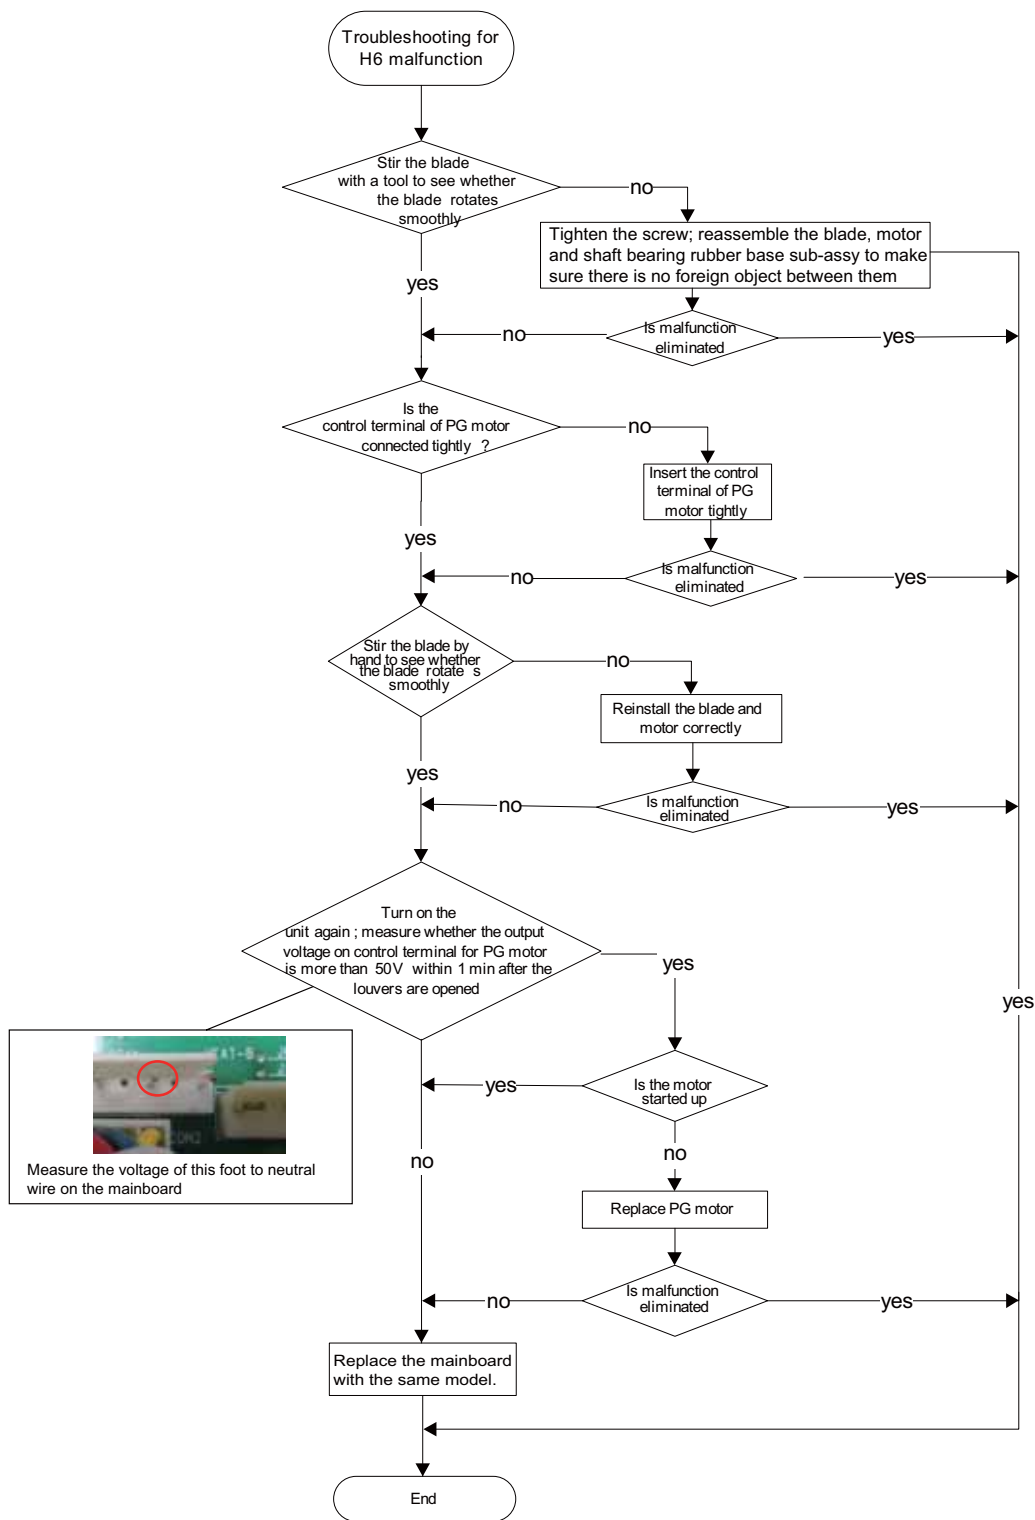 Troubleshooting for
H6 malfunction
Stir the blade
with a tool to see whether
the blade rotates
smoothly
no
Tighten the screw; reassemble the blade, motor
and shaft bearing rubber base sub-assy to make
sure there is no foreign object between them
yes
no
Is malfunction
eliminated
yes
Is the
control terminal of PG motor
connected tightly ?
no
Insert the control
terminal of PG
motor tightly
yes
no
Is malfunction
eliminated
yes
Stir the blade by
hand to see whether
the blade rotate s
smoothly
no
Reinstall the blade and
motor correctly
yes
no
Is malfunction
eliminated
yes
Turn on the
unit again ; measure whether the output
voltage on control terminal for PG motor
is more than 50V within 1 min after the
louvers are opened
yes
yes
Measure the voltage of this foot to neutral
wire on the mainboard
yes
Is the motor
started up
no
no
Replace PG motor
no
Is malfunction
eliminated
yes
Replace the mainboard
with the same model.
End